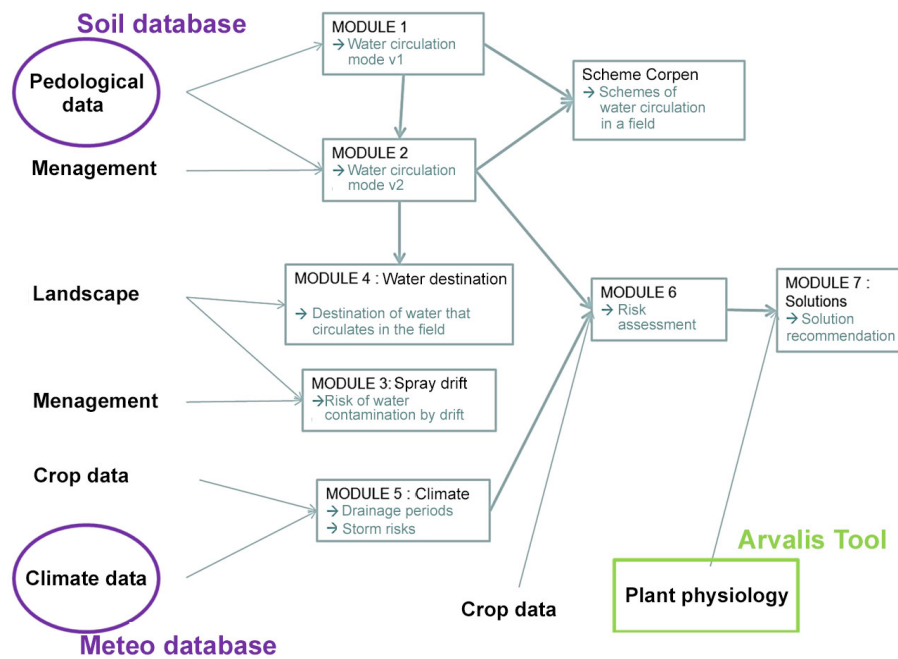 Soil database
Pedological
data
MODULE 1
→ Water circulation
mode v1
Scheme Corpen
→ Schemes of
water circulation
in a field
Menagement
MODULE 2
→ Water circulation
mode v2
Landscape
MODULE 4 : Water destination
→ Destination of water that
circulates in the field
MODULE 6
→ Risk
assessment
MODULE 7 :
Solutions
→ Solution
recommendation
Menagement
MODULE 3: Spray drift
→Risk of water
contamination by drift
Crop data
MODULE 5 : Climate
→ Drainage periods
→ Storm risks
Climate data
Meteo database
Crop data
Arvalis Tool
Plant physiology